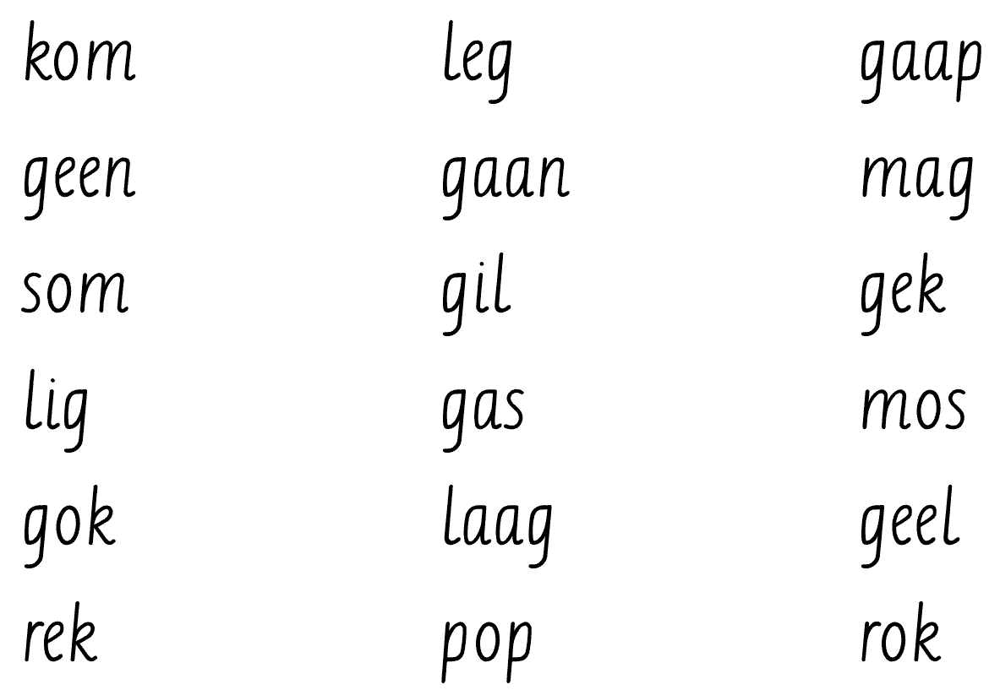 kom leg gaap
geen gaan mag
som gil gek
lig gas mos
gok laag geel
rek pop rok